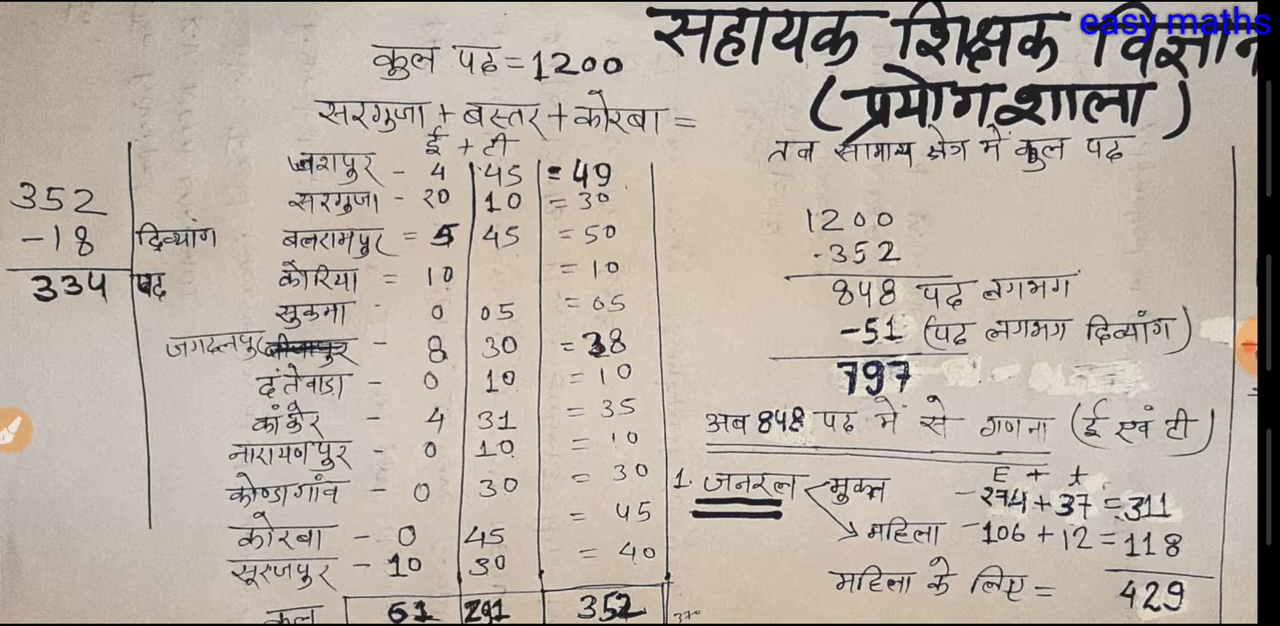 easy maths
सहायक शिक्षक विज्ञान
(प्रयोगशाला)
कुल पद = 1200
सरगुजा + बस्तर + कोरबा =
ई + टी
जशपुर - 4 45 = 49
सरगुजा - 20 10 = 30
बलरामपुर = 5 45 = 50
कोरिया = 10 = 10
सुकमा 0 05 = 05
जगदलपुर - 8 30 = 38
दंतेवाडा - 0 10 = 10
कांकेर - 4 31 = 35
नारायणपुर - 0 10 = 10
कोण्डागांव - 0 30 = 30
कोरबा - 0 45 = 45
सूरजपुर - 10 30 = 40
कुल 61 291 352
352
-18 दिव्यांग
334 पद
तब सामान्य क्षेत्र में कुल पद
1200
-352
848 पद लगभग
-51 (पद लगभग दिव्यांग)
797
अब 848 पद में से गणना (ई एवं टी)
E + t
1. जनरल मुक्त - 274 + 37 = 311
महिला - 106 + 12 = 118
महिला के लिए = 429